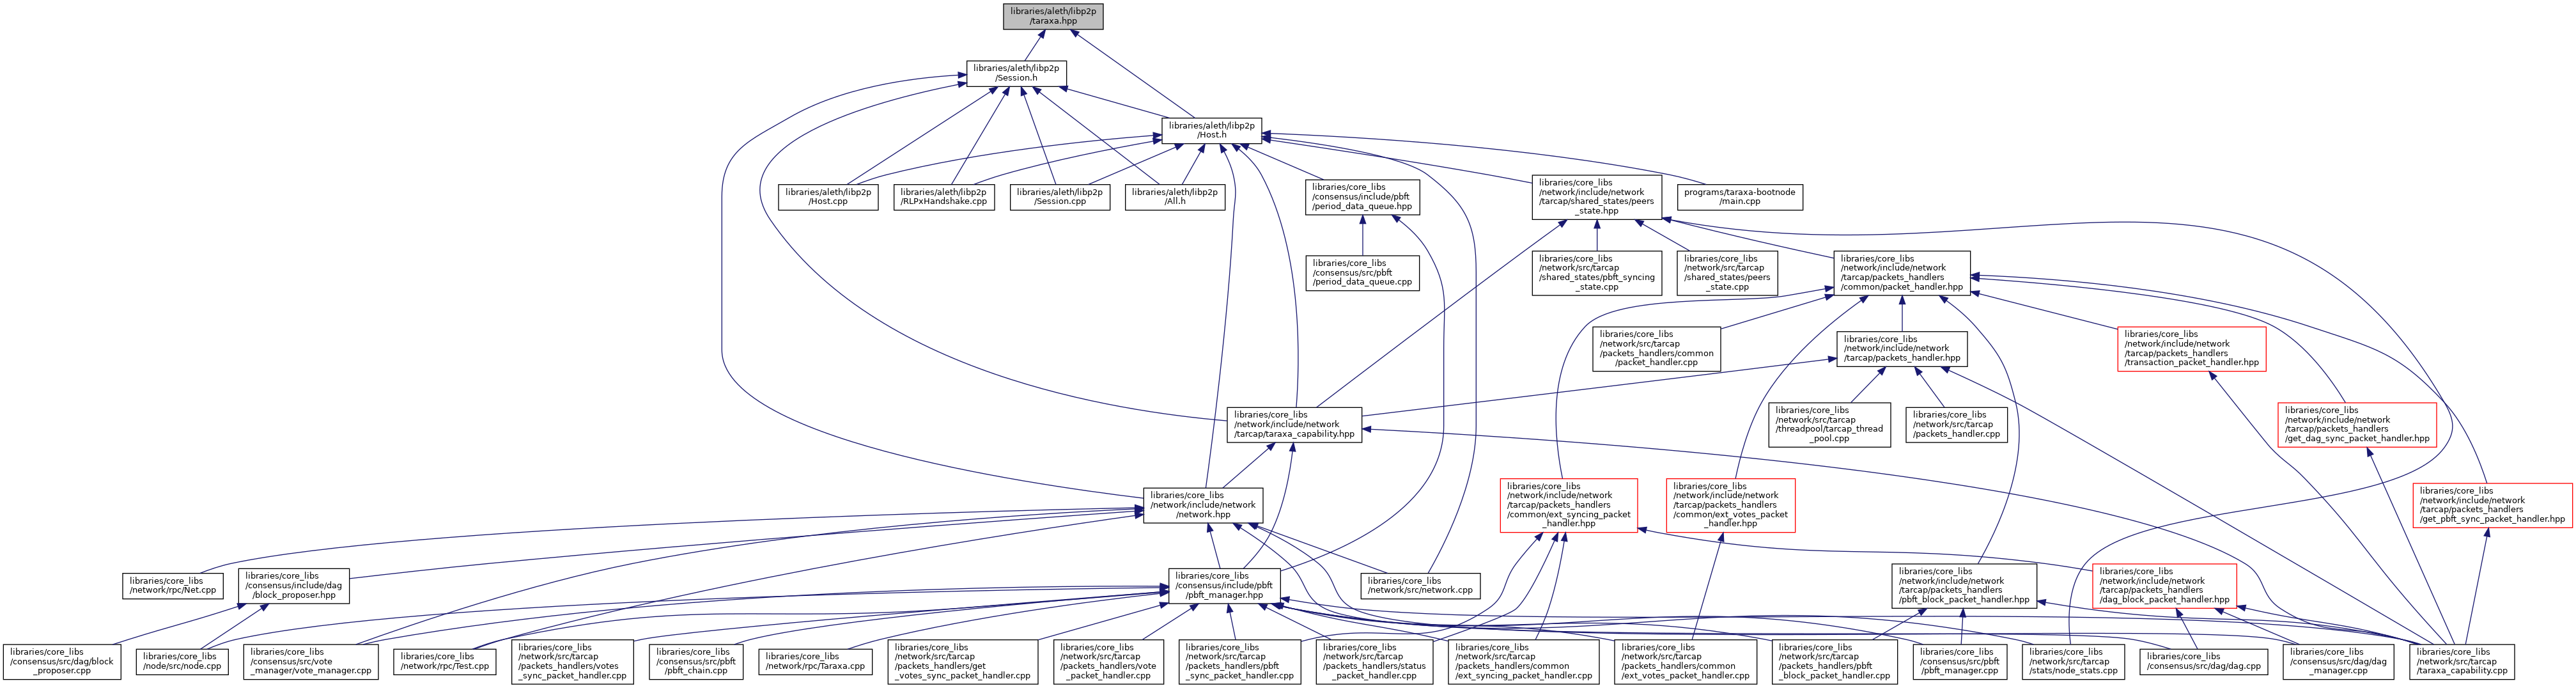 libraries/aleth/libp2p
/taraxa.hpp
libraries/aleth/libp2p
/Session.h
libraries/aleth/libp2p
/Host.h
libraries/aleth/libp2p
/Host.cpp
libraries/aleth/libp2p
/RLPxHandshake.cpp
libraries/aleth/libp2p
/Session.cpp
libraries/aleth/libp2p
/All.h
libraries/core_libs
/consensus/include/pbft
/period_data_queue.hpp
libraries/core_libs
/network/include/network
/tarcap/shared_states/peers
_state.hpp
programs/taraxa-bootnode
/main.cpp
libraries/core_libs
/consensus/src/pbft
/period_data_queue.cpp
libraries/core_libs
/network/src/tarcap
/shared_states/pbft_syncing
_state.cpp
libraries/core_libs
/network/src/tarcap
/shared_states/peers
_state.cpp
libraries/core_libs
/network/include/network
/tarcap/packets_handlers
/common/packet_handler.hpp
libraries/core_libs
/network/src/tarcap
/packets_handlers/common
/packet_handler.cpp
libraries/core_libs
/network/include/network
/tarcap/packets_handler.hpp
libraries/core_libs
/network/include/network
/tarcap/packets_handlers
/transaction_packet_handler.hpp
libraries/core_libs
/network/include/network
/tarcap/taraxa_capability.hpp
libraries/core_libs
/network/src/tarcap
/threadpool/tarcap_thread
_pool.cpp
libraries/core_libs
/network/src/tarcap
/packets_handler.cpp
libraries/core_libs
/network/include/network
/tarcap/packets_handlers
/get_dag_sync_packet_handler.hpp
libraries/core_libs
/network/include/network
/network.hpp
libraries/core_libs
/network/include/network
/tarcap/packets_handlers
/common/ext_syncing_packet
_handler.hpp
libraries/core_libs
/network/include/network
/tarcap/packets_handlers
/common/ext_votes_packet
_handler.hpp
libraries/core_libs
/network/include/network
/tarcap/packets_handlers
/get_pbft_sync_packet_handler.hpp
libraries/core_libs
/network/rpc/Net.cpp
libraries/core_libs
/consensus/include/dag
/block_proposer.hpp
libraries/core_libs
/consensus/include/pbft
/pbft_manager.hpp
libraries/core_libs
/network/src/network.cpp
libraries/core_libs
/network/include/network
/tarcap/packets_handlers
/pbft_block_packet_handler.hpp
libraries/core_libs
/network/include/network
/tarcap/packets_handlers
/dag_block_packet_handler.hpp
libraries/core_libs
/consensus/src/dag/block
_proposer.cpp
libraries/core_libs
/node/src/node.cpp
libraries/core_libs
/consensus/src/vote
_manager/vote_manager.cpp
libraries/core_libs
/network/rpc/Test.cpp
libraries/core_libs
/network/src/tarcap
/packets_handlers/votes
_sync_packet_handler.cpp
libraries/core_libs
/consensus/src/pbft
/pbft_chain.cpp
libraries/core_libs
/network/rpc/Taraxa.cpp
libraries/core_libs
/network/src/tarcap
/packets_handlers/get
_votes_sync_packet_handler.cpp
libraries/core_libs
/network/src/tarcap
/packets_handlers/vote
_packet_handler.cpp
libraries/core_libs
/network/src/tarcap
/packets_handlers/pbft
_sync_packet_handler.cpp
libraries/core_libs
/network/src/tarcap
/packets_handlers/status
_packet_handler.cpp
libraries/core_libs
/network/src/tarcap
/packets_handlers/common
/ext_syncing_packet_handler.cpp
libraries/core_libs
/network/src/tarcap
/packets_handlers/common
/ext_votes_packet_handler.cpp
libraries/core_libs
/network/src/tarcap
/packets_handlers/pbft
_block_packet_handler.cpp
libraries/core_libs
/consensus/src/pbft
/pbft_manager.cpp
libraries/core_libs
/network/src/tarcap
/stats/node_stats.cpp
libraries/core_libs
/consensus/src/dag/dag.cpp
libraries/core_libs
/consensus/src/dag/dag
_manager.cpp
libraries/core_libs
/network/src/tarcap
/taraxa_capability.cpp